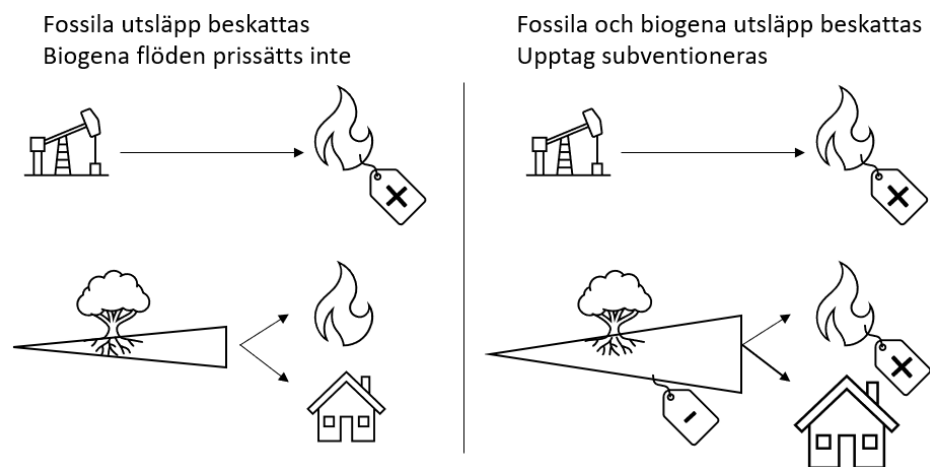 Fossila utsläpp beskattas
Biogena flöden prissätts inte
Fossila och biogena utsläpp beskattas
Upptag subventioneras
+
+
+
-